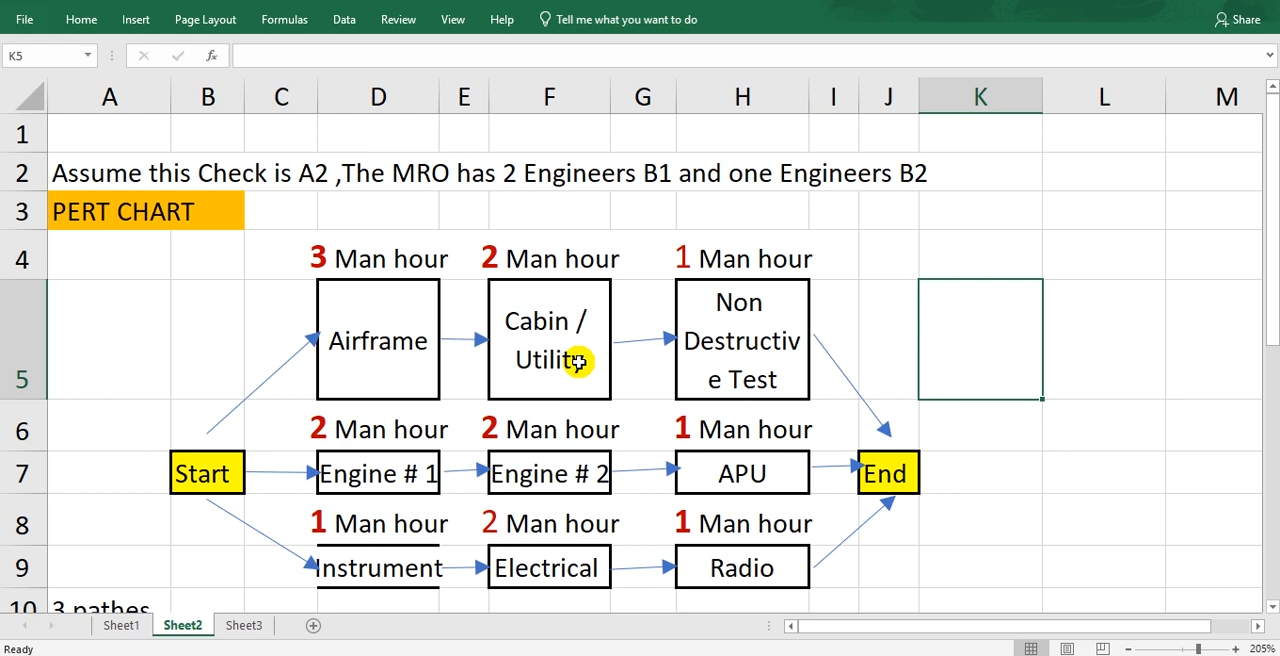 File Home Insert Page Layout Formulas Data Review View Help Tell me what you want to do Share
K5 fx
A B C D E F G H I J K L M
1
2 Assume this Check is A2 ,The MRO has 2 Engineers B1 and one Engineers B2
3 PERT CHART
4 3 Man hour 2 Man hour 1 Man hour
Non
Cabin /
Airframe Destructiv
Utility
5 e Test
6 2 Man hour 2 Man hour 1 Man hour
7 Start Engine # 1 Engine # 2 APU End
8 1 Man hour 2 Man hour 1 Man hour
9 Instrument Electrical Radio
10 3 pathes
Sheet1 Sheet2 Sheet3
Ready 205%